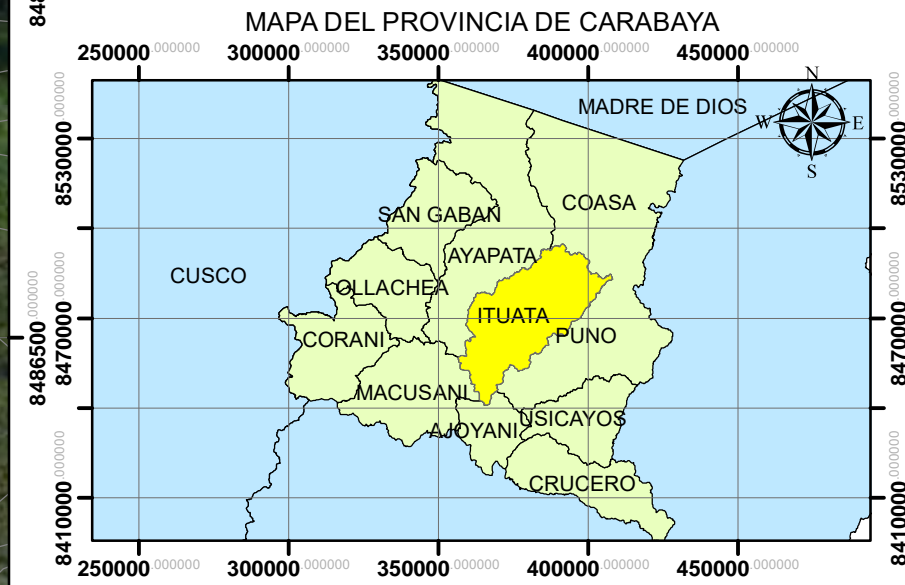 MAPA DEL PROVINCIA DE CARABAYA
250000.000000 300000.000000 350000.000000 400000.000000 450000.000000
N
W E
S
MADRE DE DIOS
8530000.000000
8530000.000000
COASA
SAN GABAN
AYAPATA
CUSCO
OLLACHEA
ITUATA
PUNO
CORANI
848650.000000
8470000.000000
8470000.000000
MACUSANI
USICAYOS
AJOYANI
CRUCERO
8410000.000000
8410000.000000
250000.000000 300000.000000 350000.000000 400000.000000 450000.000000